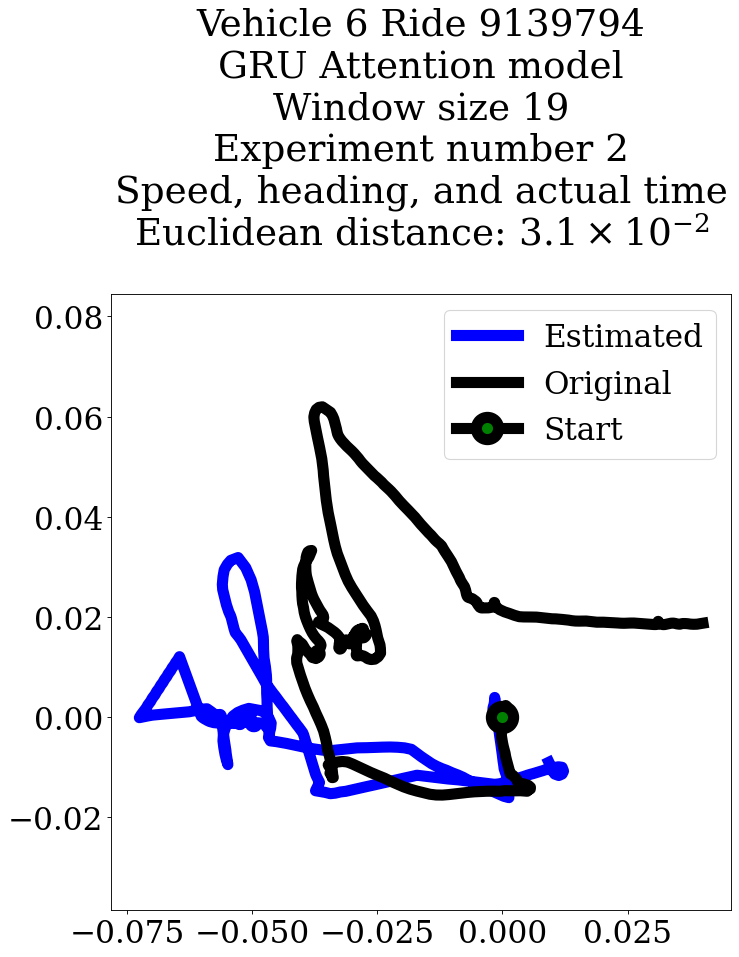 Vehicle 6 Ride 9139794
GRU Attention model
Window size 19
Experiment number 2
Speed, heading, and actual time
Euclidean distance: 3.1 × 10⁻²
Estimated
Original
Start
0.08
0.06
0.04
0.02
0.00
−0.02
−0.075 −0.050 −0.025 0.000 0.025